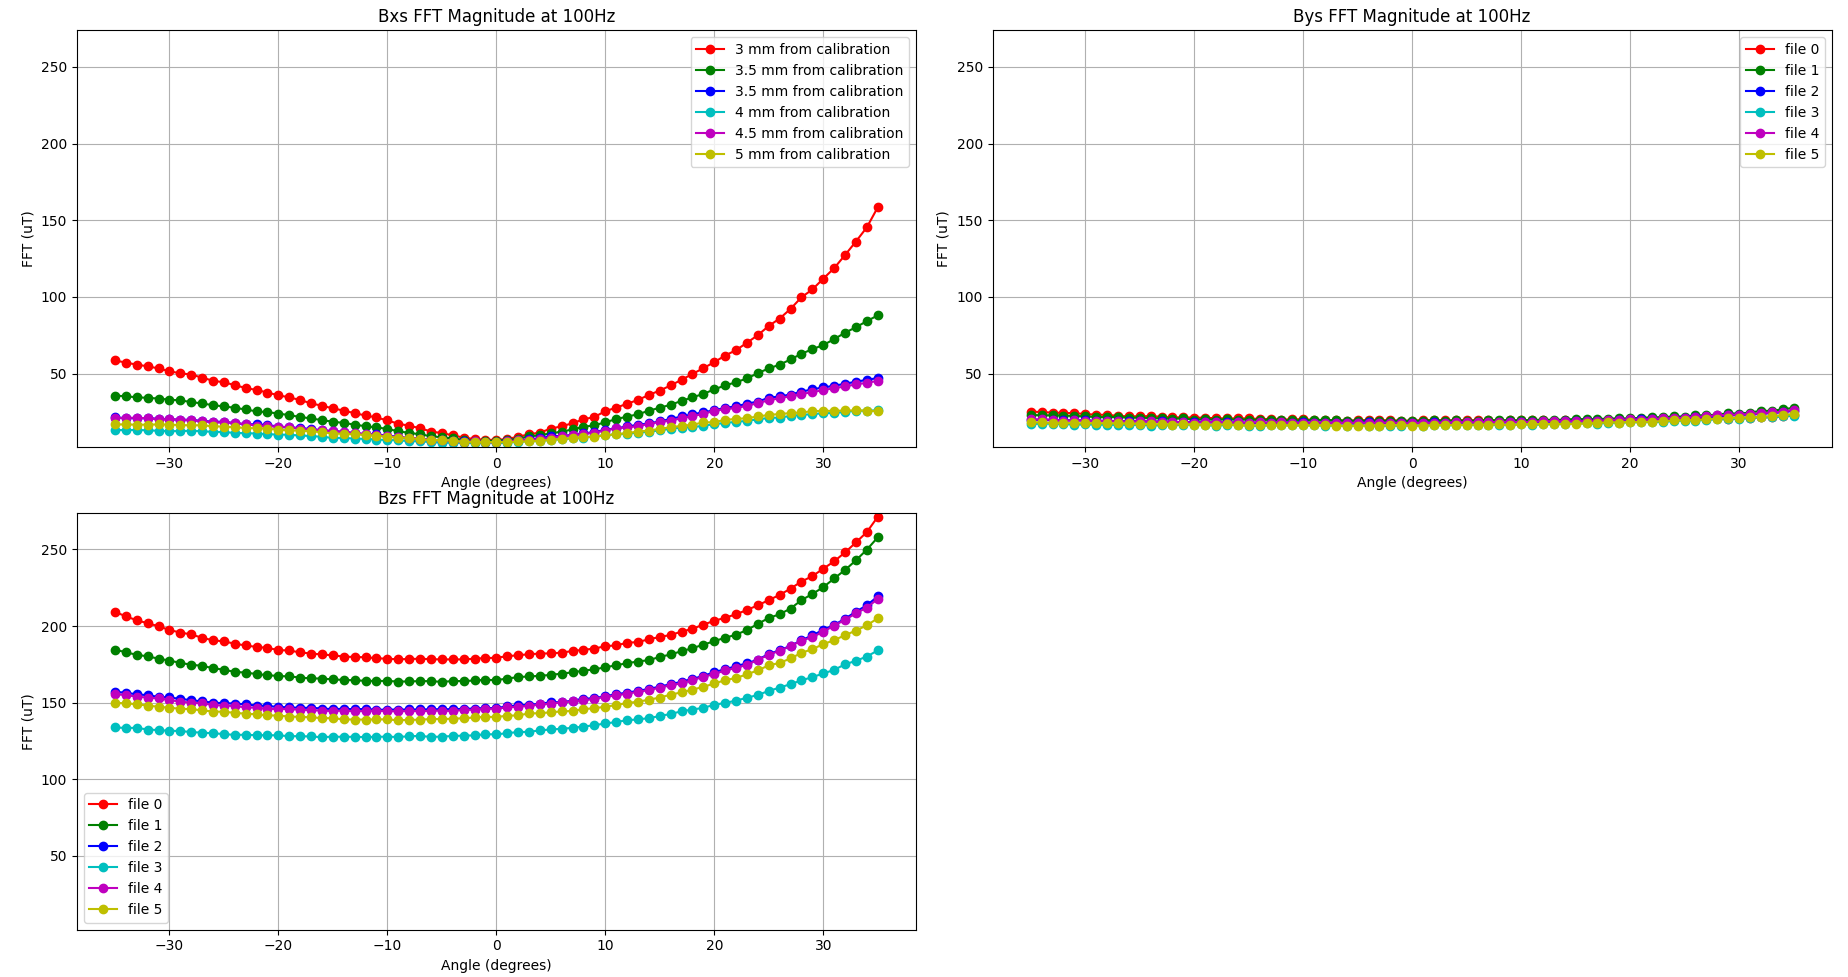 Bxs FFT Magnitude at 100Hz
FFT (uT)
250
200
150
100
50
3 mm from calibration
3.5 mm from calibration
3.5 mm from calibration
4 mm from calibration
4.5 mm from calibration
5 mm from calibration
−30 −20 −10 0 10 20 30
Angle (degrees)
Bys FFT Magnitude at 100Hz
FFT (uT)
250
200
150
100
50
file 0
file 1
file 2
file 3
file 4
file 5
−30 −20 −10 0 10 20 30
Angle (degrees)
Bzs FFT Magnitude at 100Hz
FFT (uT)
250
200
150
100
50
file 0
file 1
file 2
file 3
file 4
file 5
−30 −20 −10 0 10 20 30
Angle (degrees)